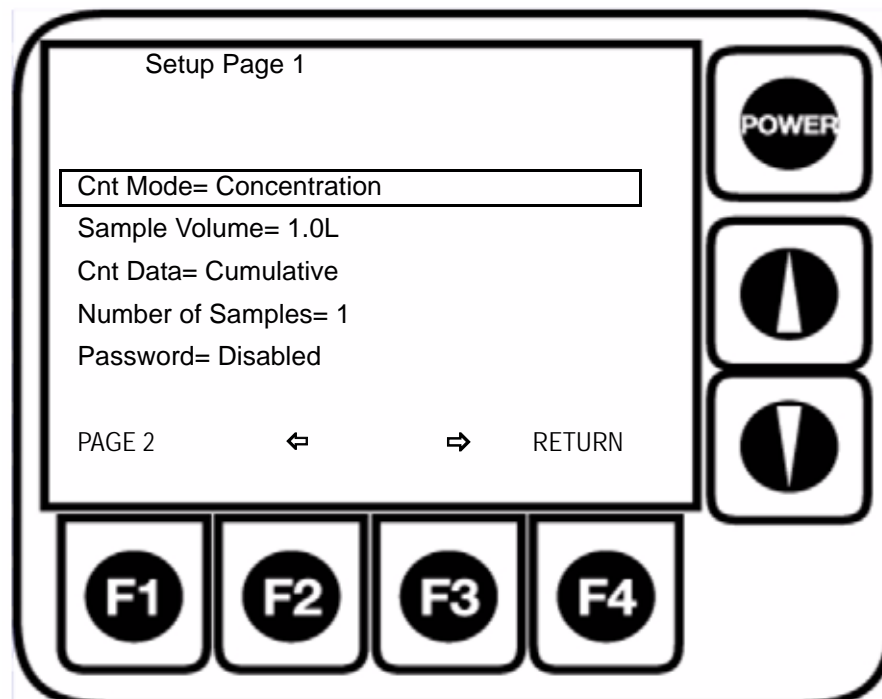 Setup Page 1
POWER
Cnt Mode= Concentration
Sample Volume= 1.0L
Cnt Data= Cumulative
Number of Samples= 1
Password= Disabled
PAGE 2 ⇦ ⇨ RETURN
F1 F2 F3 F4